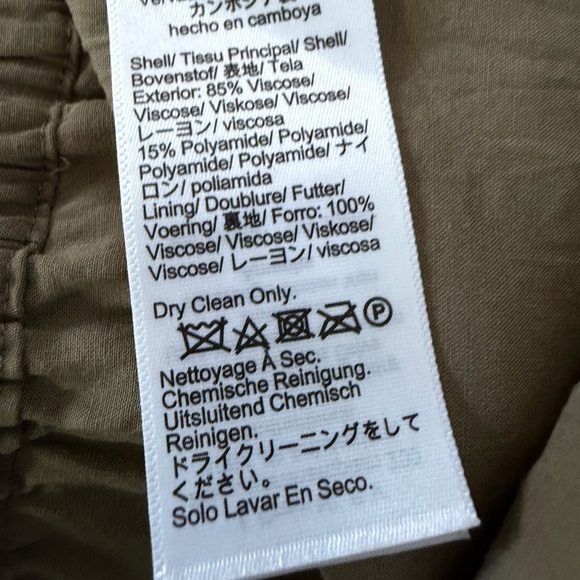 カンボジア製
hecho en camboya
Shell/ Tissu Principal/ Shell/
Bovenstof/ 表地/ Tela
Exterior: 85% Viscose/
Viscose/ Viskose/ Viscose/
レーヨン/ viscosa
15% Polyamide/ Polyamide/
Polyamide/ Polyamide/ ナイ
ロン/ poliamida
Lining/ Doublure/ Futter/
Voering/ 裏地/ Forro: 100%
Viscose/ Viscose/ Viskose/
Viscose/ レーヨン/ viscosa
Dry Clean Only.
P
Nettoyage À Sec.
Chemische Reinigung.
Uitsluitend Chemisch
Reinigen.
ドライクリーニングをして
ください。
Solo Lavar En Seco.